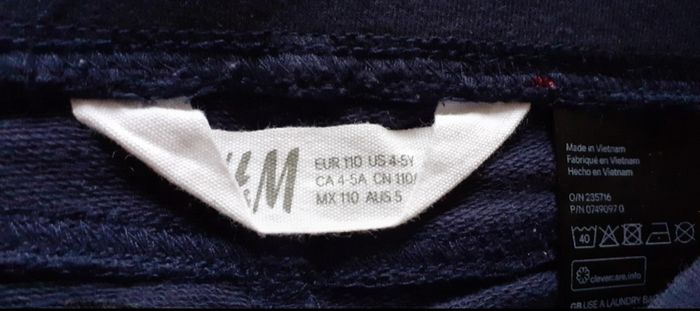 H&M
EUR 110 US 4-5Y
CA 4-5A CN 110/
MX 110 AUS 5
Made in Vietnam
Fabriqué en Vietnam
Hecho en Vietnam
O/N 235716
P/N 0749097 0
40
clevercare.info
GB USE A LAUNDRY BAG